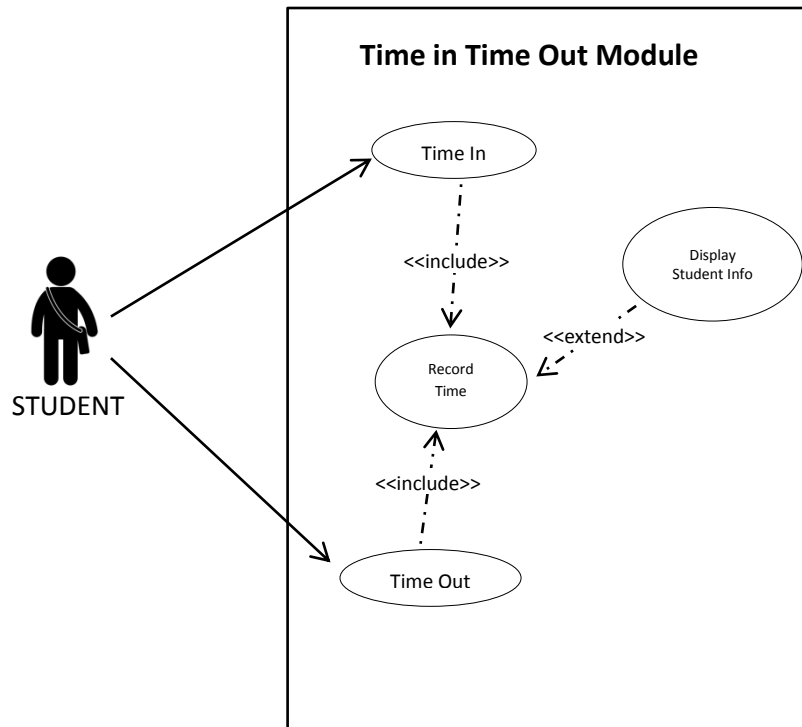 Time in Time Out Module
Time In
<<include>>
Display
Student Info
<<extend>>
Record
Time
STUDENT
<<include>>
Time Out